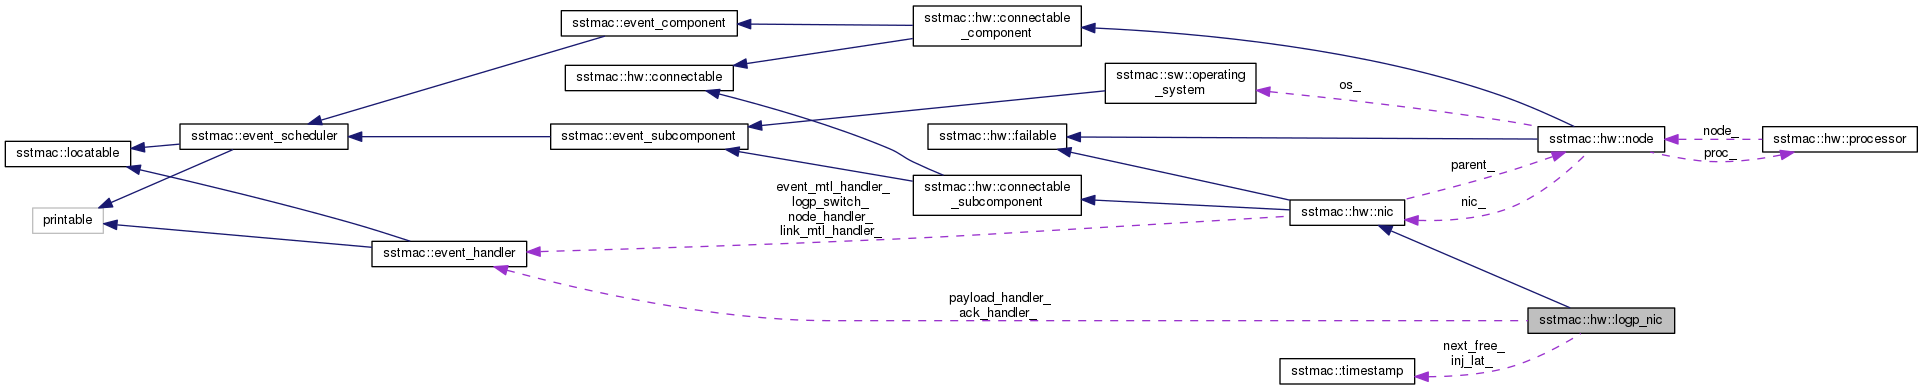 sstmac::event_component
sstmac::hw::connectable
_component
sstmac::hw::connectable
sstmac::sw::operating
_system
os_
sstmac::event_scheduler
sstmac::event_subcomponent
sstmac::hw::failable
sstmac::hw::node
node_
proc_
sstmac::hw::processor
sstmac::locatable
parent_
nic_
event_mtl_handler_
logp_switch_
node_handler_
link_mtl_handler_
sstmac::hw::connectable
_subcomponent
sstmac::hw::nic
printable
sstmac::event_handler
payload_handler_
ack_handler_
sstmac::hw::logp_nic
next_free_
inj_lat_
sstmac::timestamp